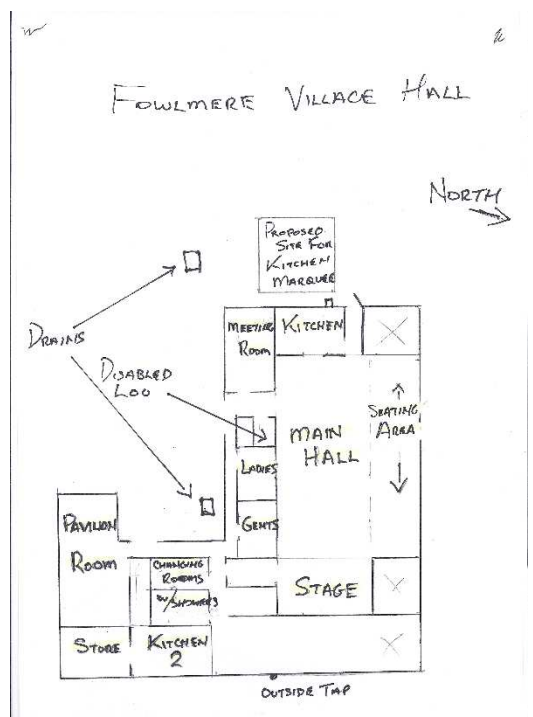 FOWLMERE VILLAGE HALL
NORTH
PROPOSED
SITE FOR
KITCHEN
MARQUEE
MEETING
ROOM
KITCHEN
DRAINS
DISABLED
LOO
MAIN
HALL
SEATING
AREA
LADIES
GENTS
PAVILION
ROOM
CHANGING
ROOMS
W/SHOWERS
STAGE
STORE
KITCHEN
2
OUTSIDE TAP